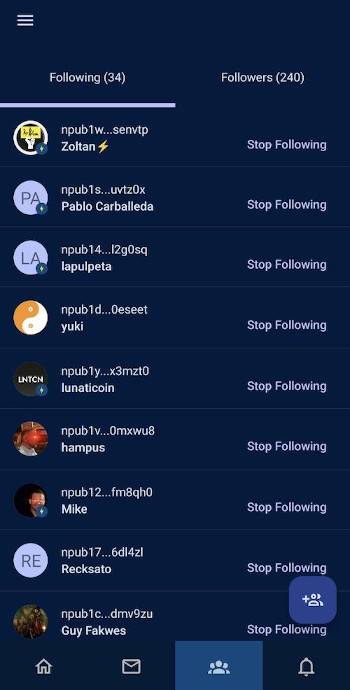 Following (34)
Followers (240)
npub1w...senvtp
Zoltan⚡
Stop Following
PA
npub1s...uvtz0x
Pablo Carballeda
Stop Following
LA
npub14...l2g0sq
lapulpeta
Stop Following
npub1d...0eseet
yuki
Stop Following
LNTCN
npub1y...x3mzt0
lunaticoin
Stop Following
npub1v...0mxwu8
hampus
Stop Following
npub12...fm8qh0
Mike
Stop Following
RE
npub17...6dl4zl
Recksato
Stop Following
npub1c...dmv9zu
Guy Fakwes
Stop Following